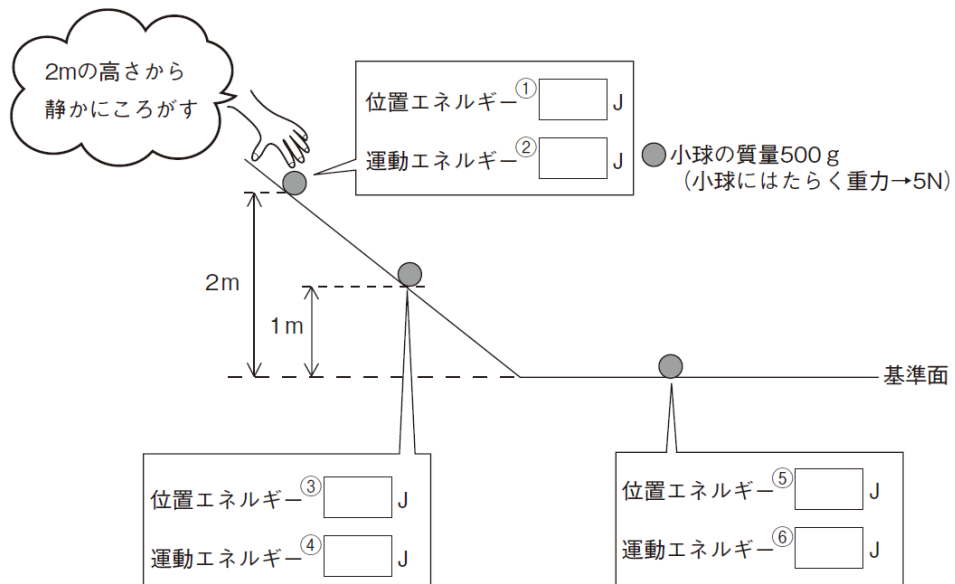 2mの高さから
静かにころがす
位置エネルギー① J
運動エネルギー② J
小球の質量500g
（小球にはたらく重力→5N）
2m
1m
基準面
位置エネルギー③ J
運動エネルギー④ J
位置エネルギー⑤ J
運動エネルギー⑥ J